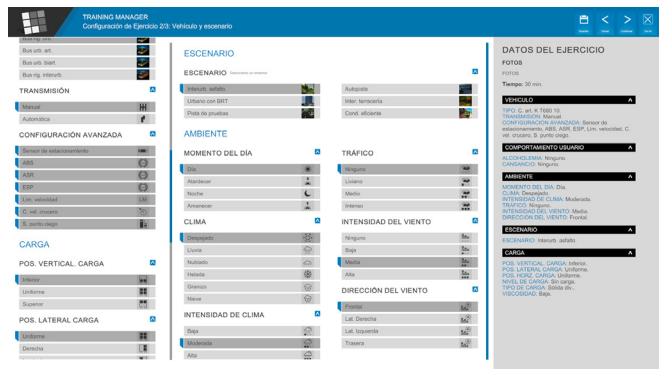 TRAINING MANAGER
Configuración de Ejercicio 2/3: Vehículo y escenario
Bus urb. art.
Bus urb. biart.
Bus rig. interurb.
TRANSMISIÓN
Manual
Automática
CONFIGURACIÓN AVANZADA
Sensor de estacionamiento
ABS
ASR
ESP
Lim. velocidad
LIM
C. vel. crucero
S. punto ciego
CARGA
POS. VERTICAL. CARGA
Inferior
Uniforme
Superior
POS. LATERAL CARGA
Uniforme
Derecha
ESCENARIO
ESCENARIO
Interurb. asfalto
Urbano con BRT
Pista de pruebas
Autopista
Inter. terracería
Cond. eficiente
AMBIENTE
MOMENTO DEL DÍA
Día
Atardecer
Noche
Amanecer
CLIMA
Despejado
Lluvia
Nublado
Helada
Granizo
Nieve
INTENSIDAD DE CLIMA
Baja
Moderada
Alta
TRÁFICO
Ninguno
Liviano
Medio
Intenso
INTENSIDAD DEL VIENTO
Ninguno
Baja
Media
Alta
DIRECCIÓN DEL VIENTO
Frontal
Lat. Derecha
Lat. Izquierda
Trasera
DATOS DEL EJERCICIO
FOTOS
FOTOS
Tiempo: 30 min.
VEHICULO
TIPO: C. art. K T680 10.
TRANSMISIÓN: Manual.
CONFIGURACIÓN AVANZADA: Sensor de
estacionamiento, ABS, ASR, ESP, Lim. velocidad, C.
vel. crucero, S. punto ciego.
COMPORTAMIENTO USUARIO
ALCOHOLEMIA: Ninguno.
CANSANCIO: Ninguno.
AMBIENTE
MOMENTO DEL DÍA: Día.
CLIMA: Despejado.
INTENSIDAD DE CLIMA: Moderada.
TRÁFICO: Ninguno.
INTENSIDAD DEL VIENTO: Media.
DIRECCIÓN DEL VIENTO: Frontal.
ESCENARIO
ESCENARIO: Interurb. asfalto.
CARGA
POS. VERTICAL. CARGA: Inferior.
POS. LATERAL CARGA: Uniforme.
POS. HORZ. CARGA: Uniforme.
NIVEL DE CARGA: Sin carga.
TIPO DE CARGA: Sólida div..
VISCOSIDAD: Baja.